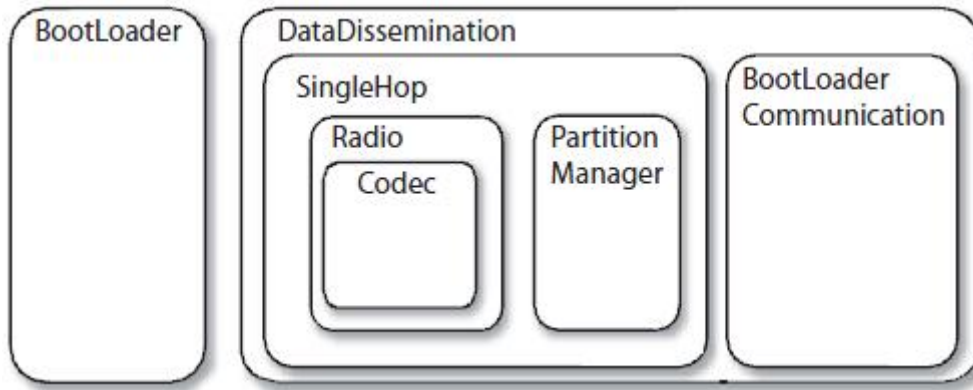 BootLoader
DataDissemination
SingleHop
Radio
Codec
Partition
Manager
BootLoader
Communication